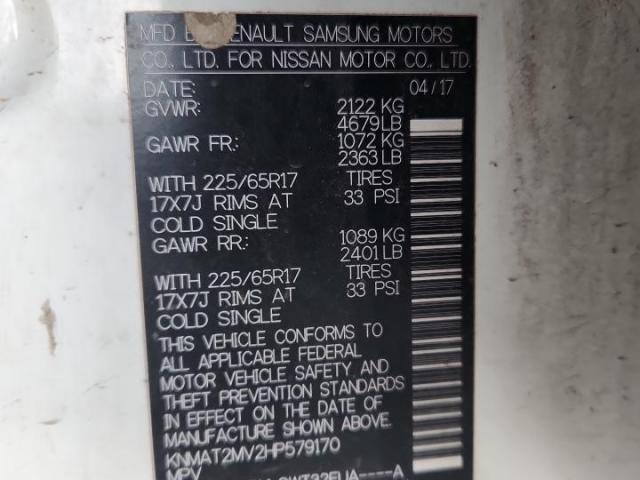 MFD B RENAULT SAMSUNG MOTORS
CO., LTD. FOR NISSAN MOTOR CO., LTD.
DATE: 04/17
GVWR: 2122 KG
4679LB
GAWR FR: 1072 KG
2363 LB
WITH 225/65R17 TIRES
17X7J RIMS AT 33 PSI
COLD SINGLE
GAWR RR: 1089 KG
2401 LB
WITH 225/65R17 TIRES
17X7J RIMS AT 33 PSI
COLD SINGLE
THIS VEHICLE CONFORMS TO
ALL APPLICABLE FEDERAL
MOTOR VEHICLE SAFETY, AND
THEFT PREVENTION STANDARDS
IN EFFECT ON THE DATE OF
MANUFACTURE SHOWN ABOVE.
KNMAT2MV2HP579170
MPV